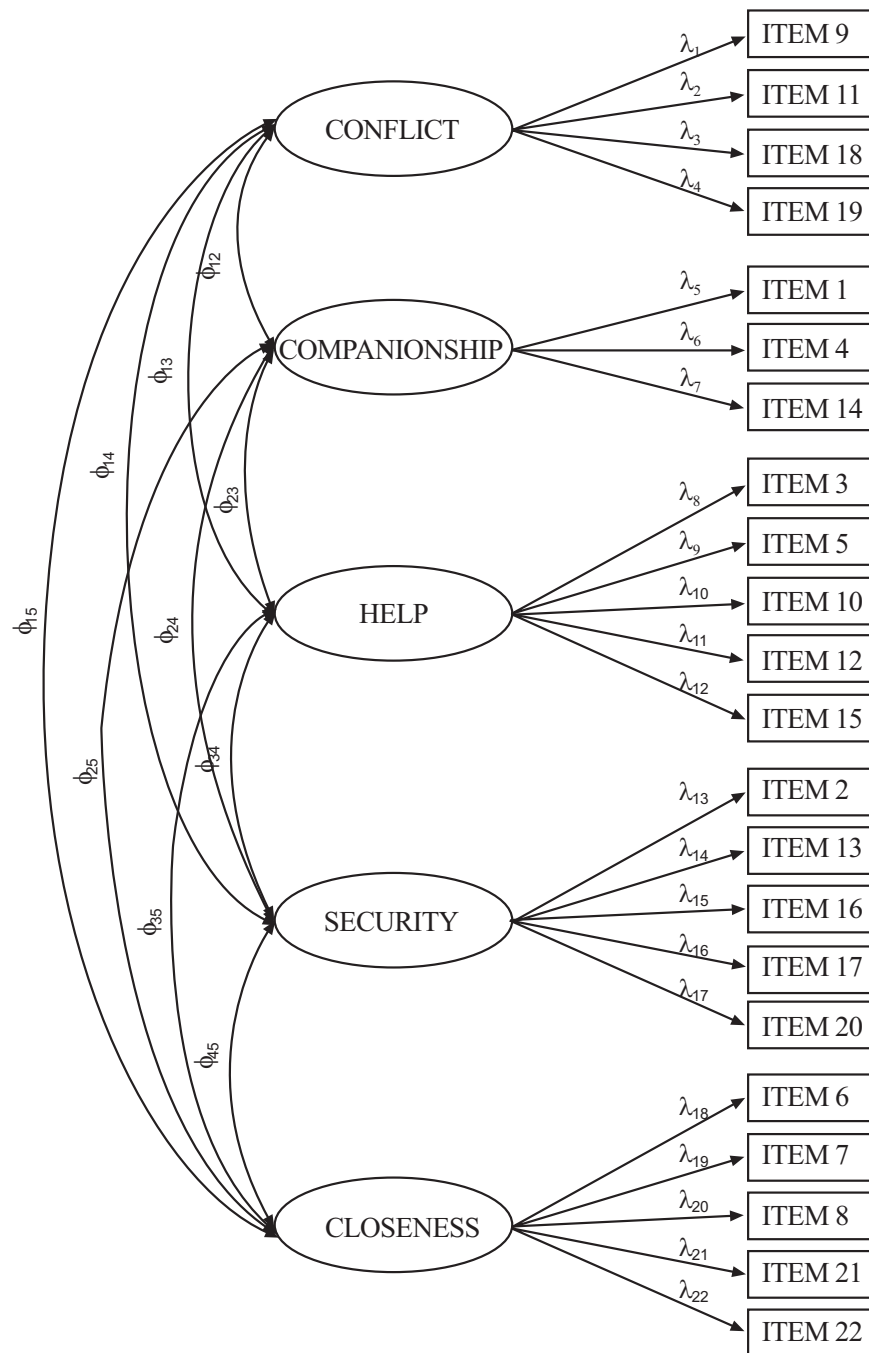 λ1
ITEM 9
λ2
ITEM 11
CONFLICT
λ3
ITEM 18
λ4
ITEM 19
ϕ12
λ5
ITEM 1
COMPANIONSHIP
λ6
ITEM 4
λ7
ITEM 14
ϕ13
ϕ14
ϕ23
λ8
ITEM 3
λ9
ITEM 5
HELP
λ10
ITEM 10
λ11
ITEM 12
λ12
ITEM 15
ϕ15
ϕ24
ϕ34
ϕ25
λ13
ITEM 2
λ14
ITEM 13
SECURITY
λ15
ITEM 16
λ16
ITEM 17
λ17
ITEM 20
ϕ35
ϕ45
λ18
ITEM 6
λ19
ITEM 7
CLOSENESS
λ20
ITEM 8
λ21
ITEM 21
λ22
ITEM 22